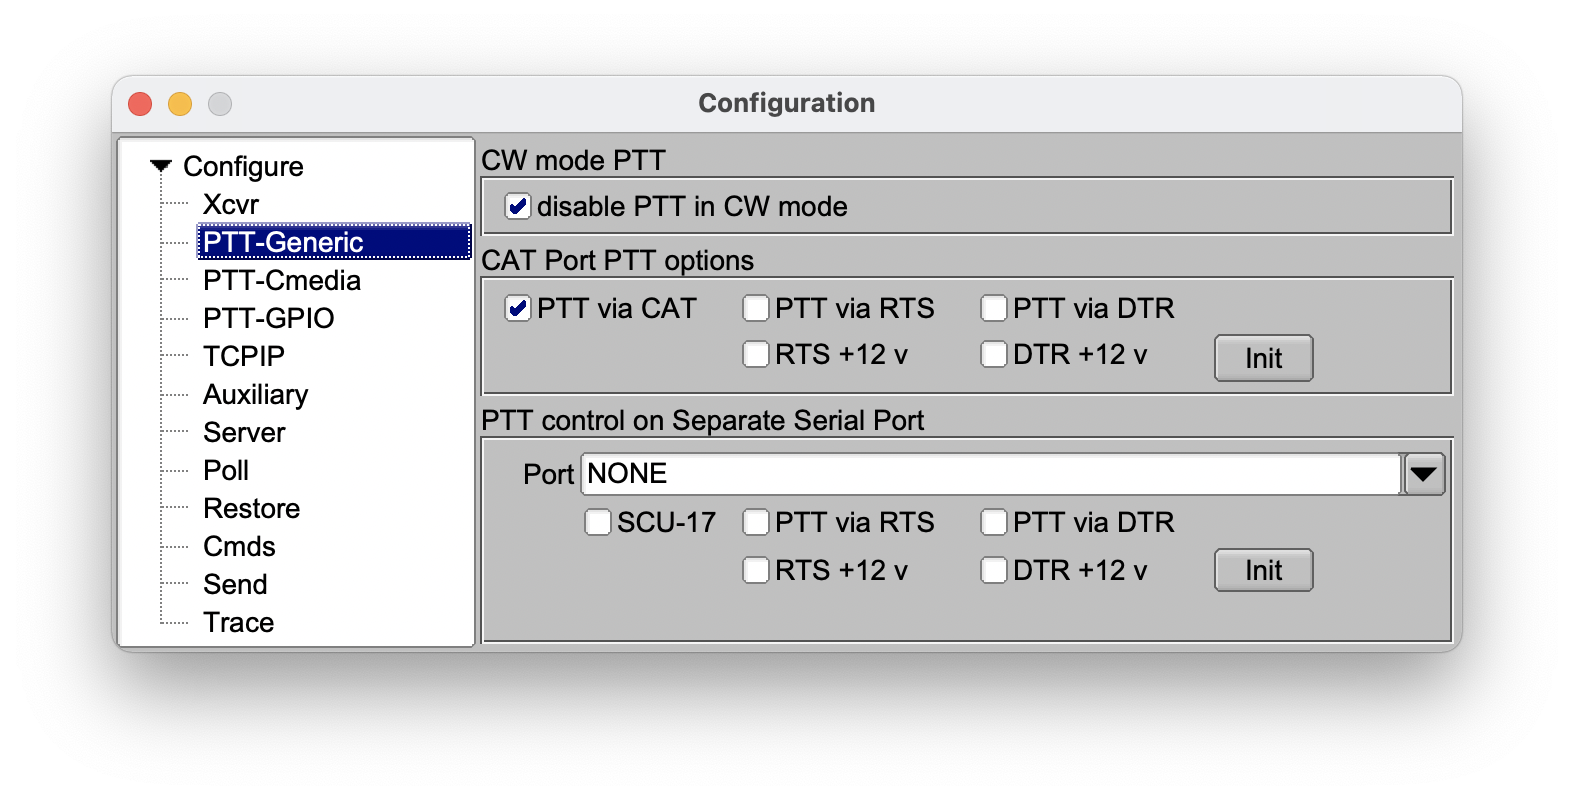 Configuration
Configure
Xcvr
PTT-Generic
PTT-Cmedia
PTT-GPIO
TCPIP
Auxiliary
Server
Poll
Restore
Cmds
Send
Trace
CW mode PTT
disable PTT in CW mode
CAT Port PTT options
PTT via CAT PTT via RTS PTT via DTR
RTS +12 v DTR +12 v Init
PTT control on Separate Serial Port
Port NONE
SCU-17 PTT via RTS PTT via DTR
RTS +12 v DTR +12 v Init